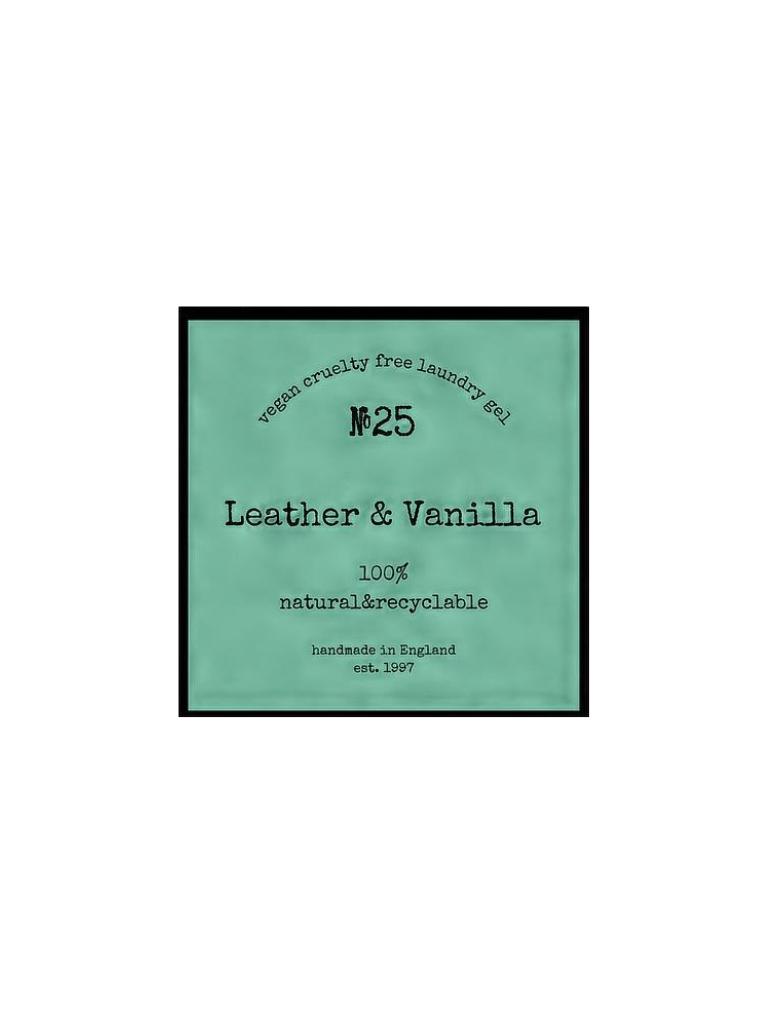 vegan cruelty free laundry gel
№25
Leather & Vanilla
100%
natural&recyclable
handmade in England
est. 1997